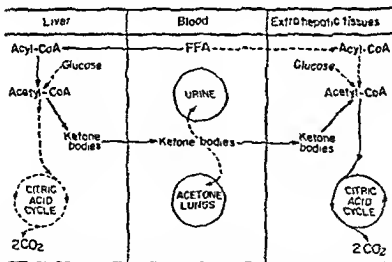 Liver
Blood
Extrahepatic tissues
Acyl-CoA
FFA
Acyl-CoA
Glucose
Glucose
Acetyl-CoA
URINE
Acetyl-CoA
Ketone
bodies
Ketone bodies
Ketone
bodies
CITRIC
ACID
CYCLE
ACETONE
LUNGS
CITRIC
ACID
CYCLE
2CO2
2CO2